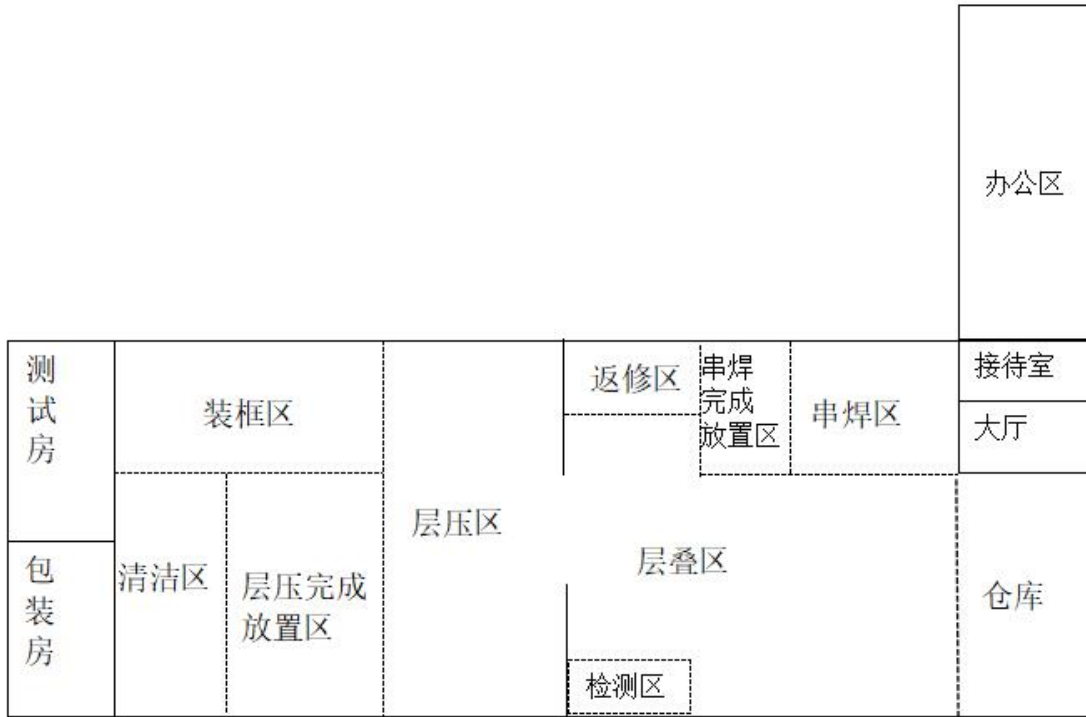 办公区
接待室
大厅
测
试
房
装框区
返修区
串焊
完成
放置区
串焊区
层压区
层叠区
包
装
房
清洁区
层压完成
放置区
仓库
检测区